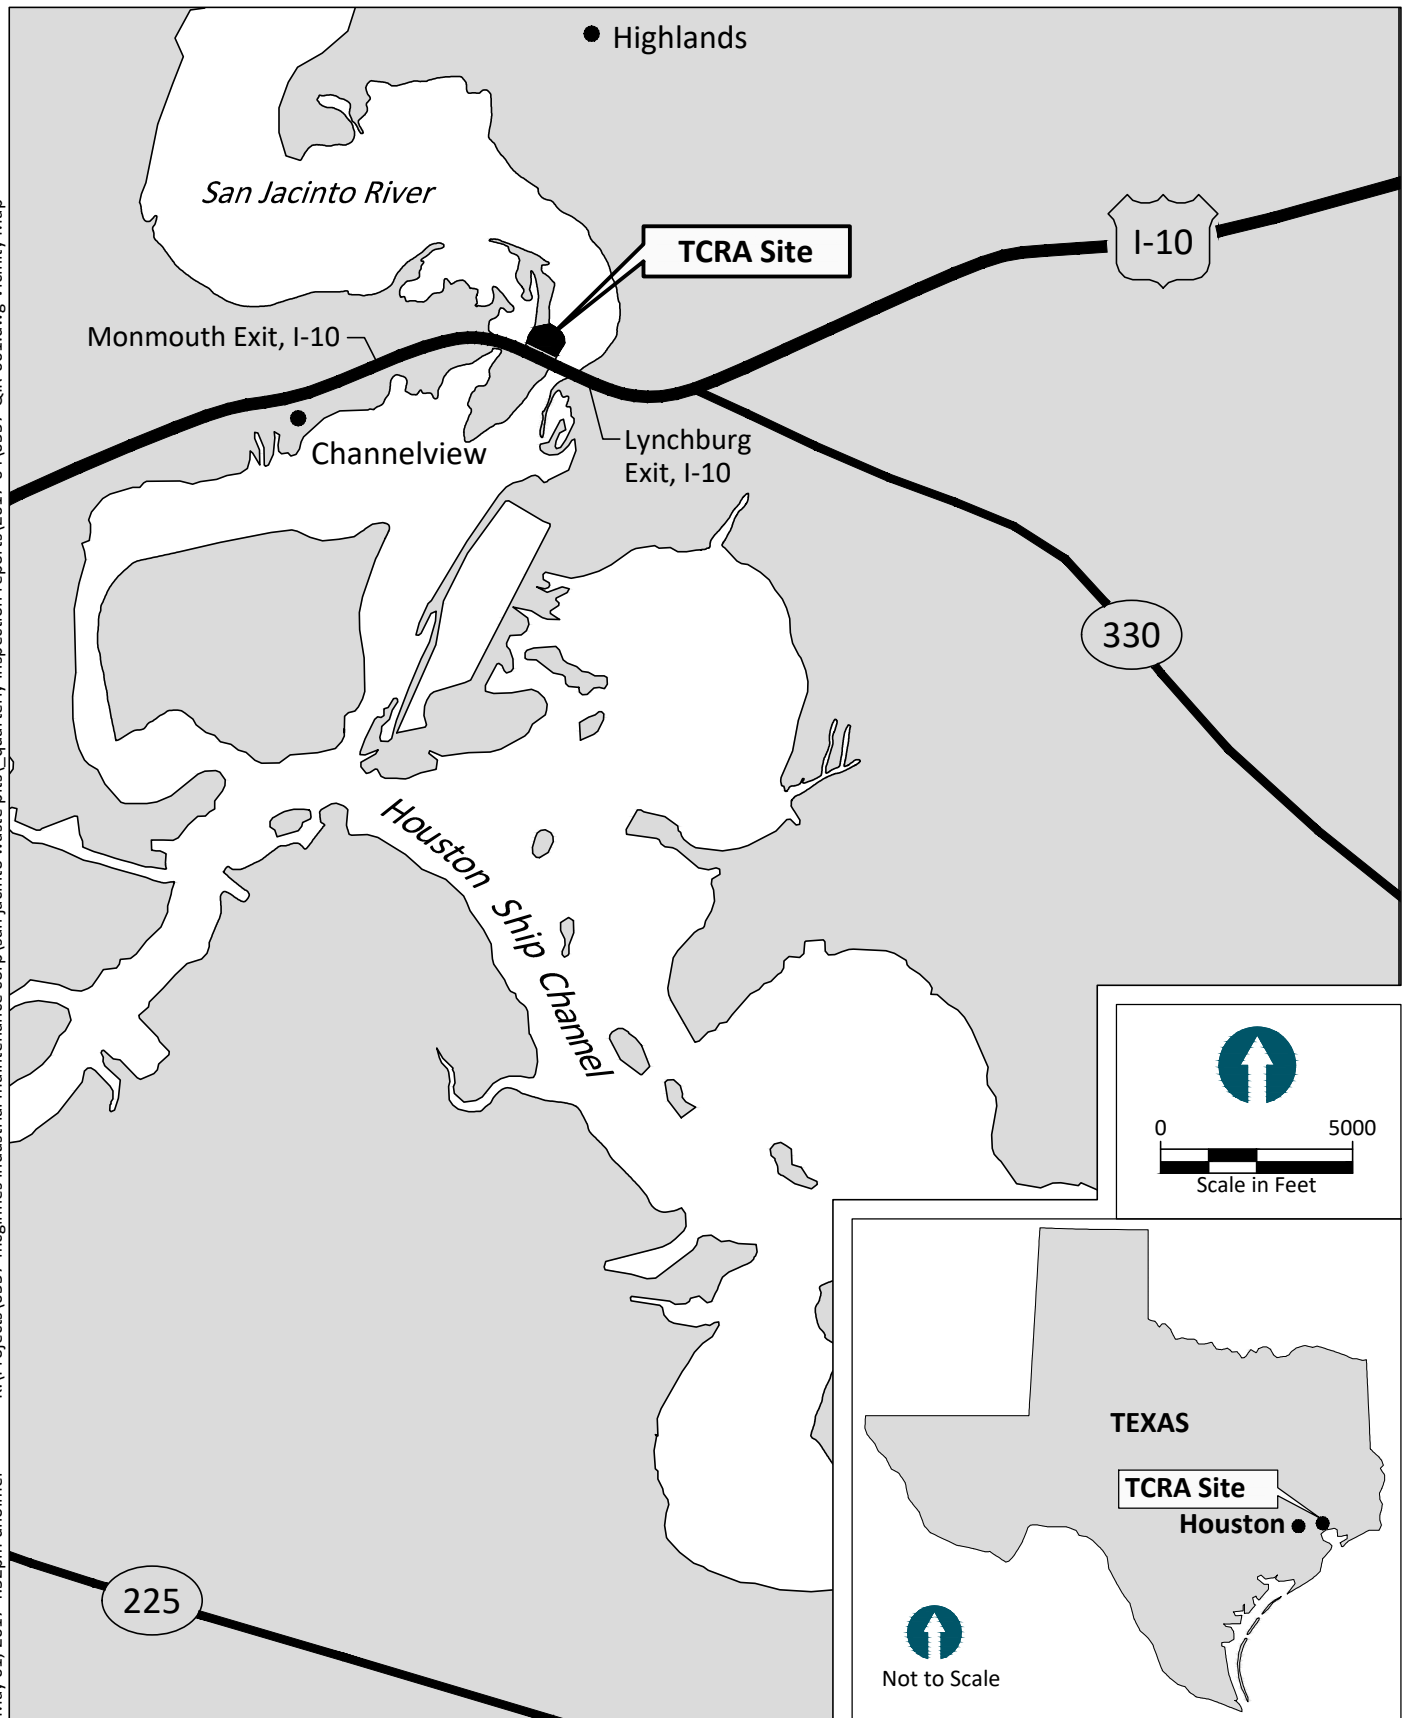 Highlands
San Jacinto River
TCRA Site
I-10
Monmouth Exit, I-10
Channelview
Lynchburg
Exit, I-10
330
Houston Ship Channel
0 5000
Scale in Feet
TEXAS
TCRA Site
Houston
225
Not to Scale